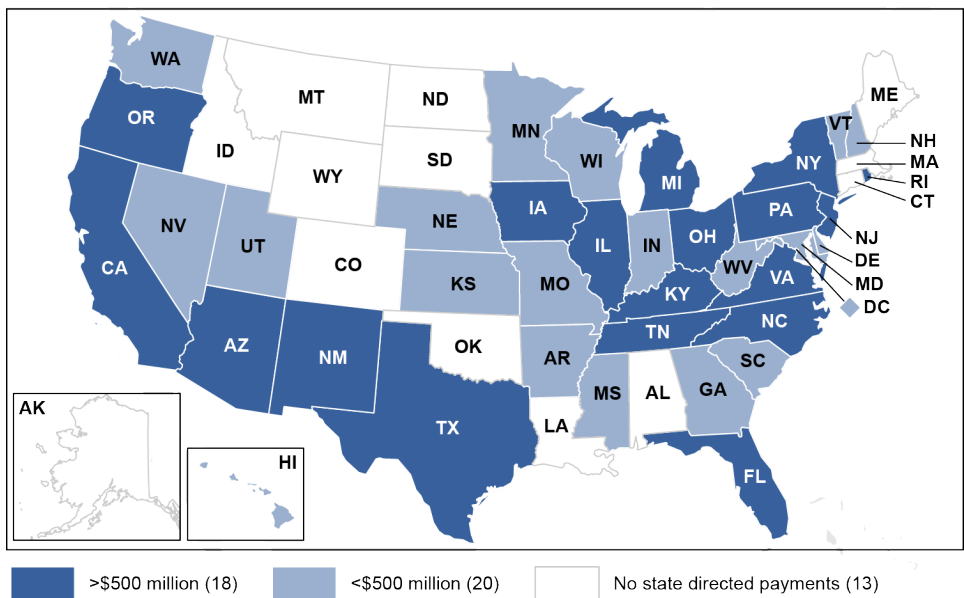 WA
ME
MT
ND
VT
OR
MN
NH
ID
SD
WI
NY
MA
WY
MI
RI
CT
IA
PA
NE
NV
OH
NJ
UT
IL
IN
DE
CO
WV
CA
KS
MO
VA
MD
KY
DC
NC
TN
AZ
OK
NM
AR
SC
MS
AL
GA
AK
TX
LA
HI
FL
>$500 million (18)
<$500 million (20)
No state directed payments (13)